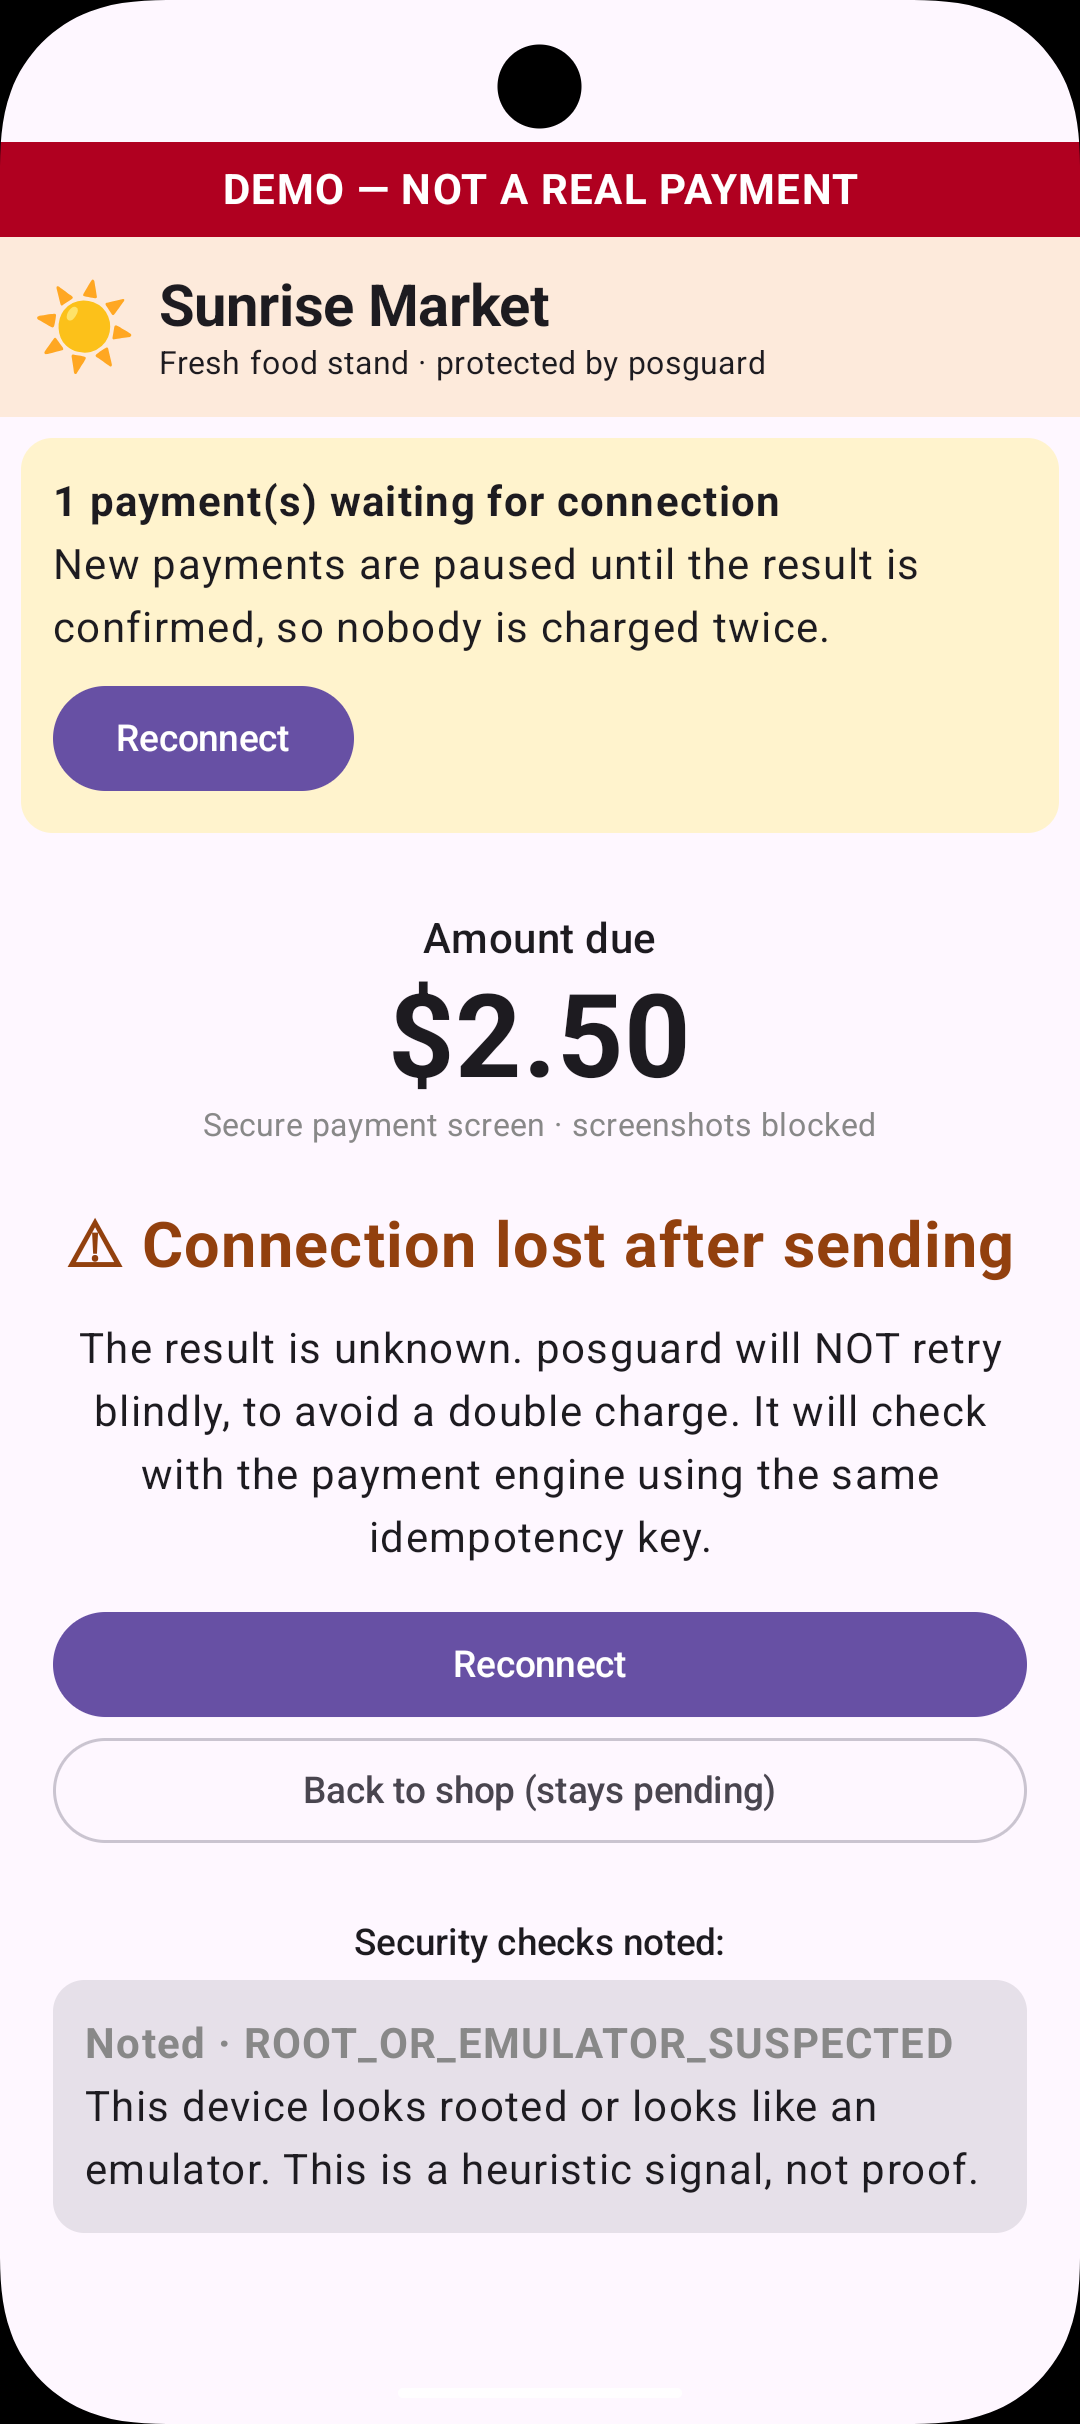 DEMO — NOT A REAL PAYMENT
Sunrise Market
Fresh food stand · protected by posguard
1 payment(s) waiting for connection
New payments are paused until the result is
confirmed, so nobody is charged twice.
Reconnect
Amount due
$2.50
Secure payment screen · screenshots blocked
⚠ Connection lost after sending
The result is unknown. posguard will NOT retry
blindly, to avoid a double charge. It will check
with the payment engine using the same
idempotency key.
Reconnect
Back to shop (stays pending)
Security checks noted:
Noted · ROOT_OR_EMULATOR_SUSPECTED
This device looks rooted or looks like an
emulator. This is a heuristic signal, not proof.